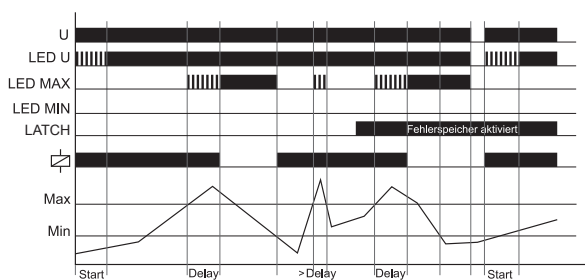 U
LED U
LED MAX
LED MIN
LATCH
Fehlerspeicher aktiviert
Max
Min
Start Delay >Delay Delay Start